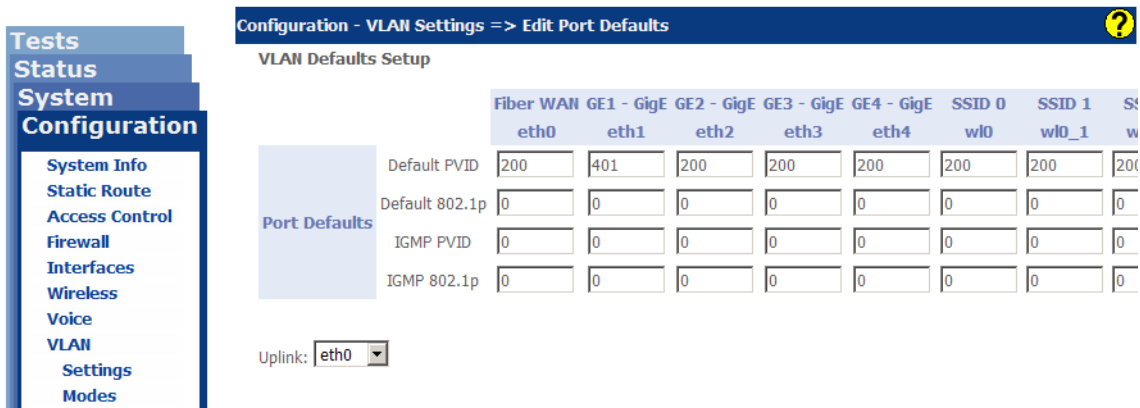 Tests
Status
System
Configuration
System Info
Static Route
Access Control
Firewall
Interfaces
Wireless
Voice
VLAN
Settings
Modes
Configuration - VLAN Settings => Edit Port Defaults ?
VLAN Defaults Setup
Fiber WAN GE1 - GigE GE2 - GigE GE3 - GigE GE4 - GigE SSID 0 SSID 1 SS
eth0 eth1 eth2 eth3 eth4 wl0 wl0_1 w
Port Defaults
Default PVID 200 401 200 200 200 200 200 200
Default 802.1p 0 0 0 0 0 0 0 0
IGMP PVID 0 0 0 0 0 0 0 0
IGMP 802.1p 0 0 0 0 0 0 0 0
Uplink: eth0